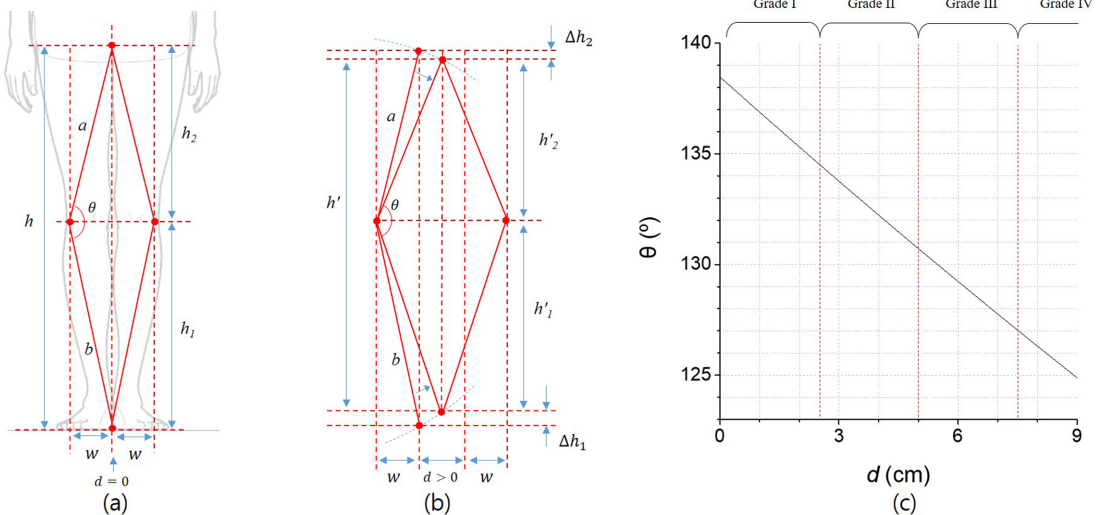 a
θ
b
h
h2
h1
w
w
d = 0
(a)
Δh2
a
h'2
h'
θ
h'1
b
Δh1
w
d > 0
w
(b)
Grade I
Grade II
Grade III
Grade IV
140
135
130
125
θ (º)
0
3
6
9
d (cm)
(c)